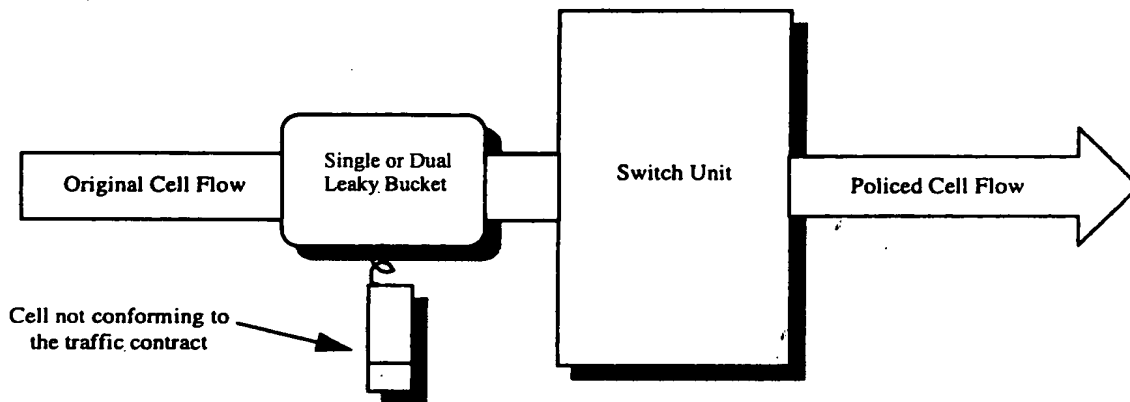 Single or Dual
Leaky Bucket
Original Cell Flow
Switch Unit
Policed Cell Flow
Cell not conforming to
the traffic contract